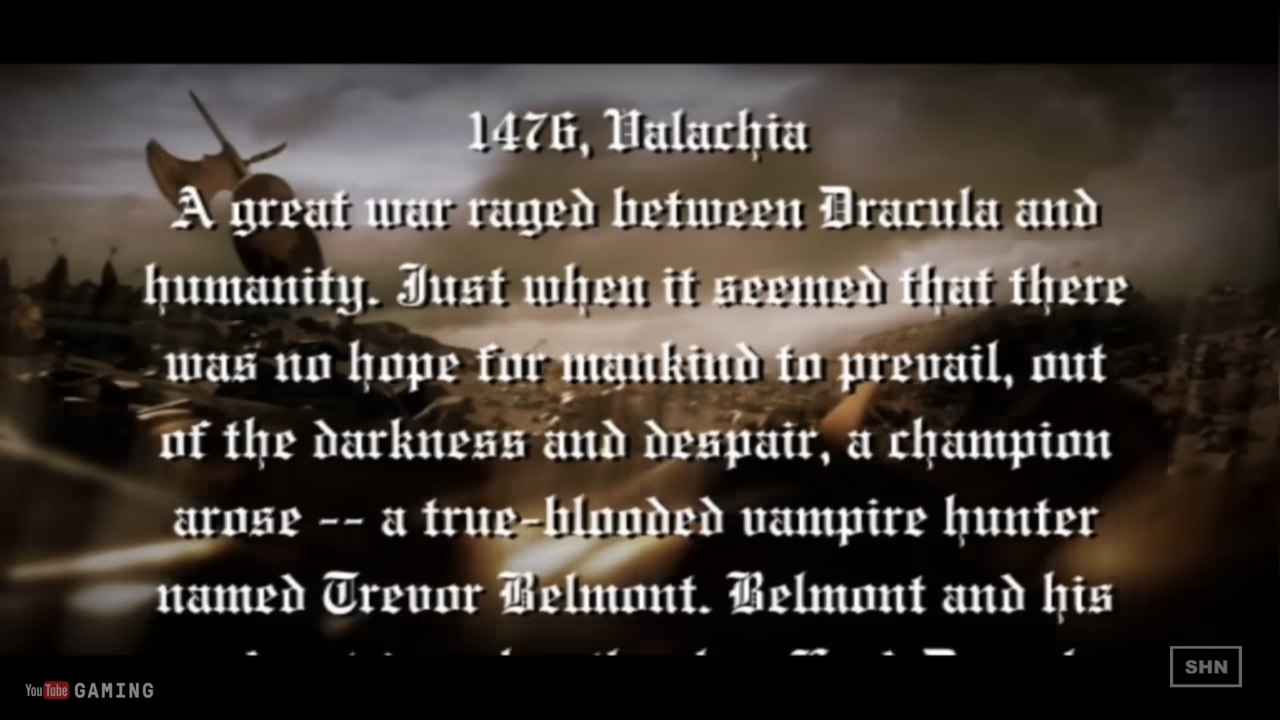 1476, Valachia
A great war raged between Dracula and
humanity. Just when it seemed that there
was no hope for mankind to prevail, out
of the darkness and despair, a champion
arose -- a true-blooded vampire hunter
named Trevor Belmont. Belmont and his
YouTube GAMING
SHN